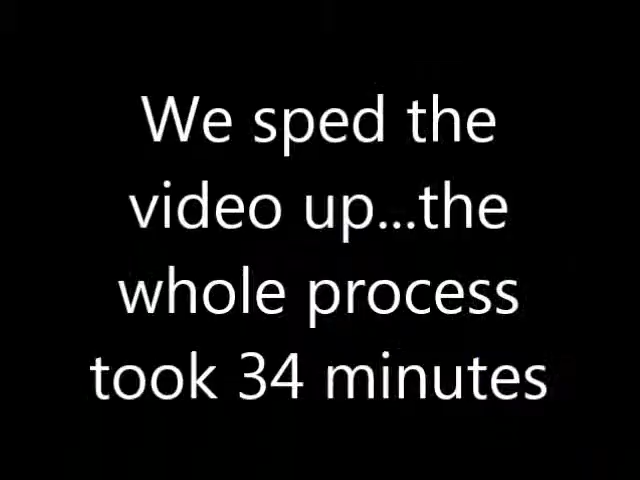 We sped the
video up...the
whole process
took 34 minutes